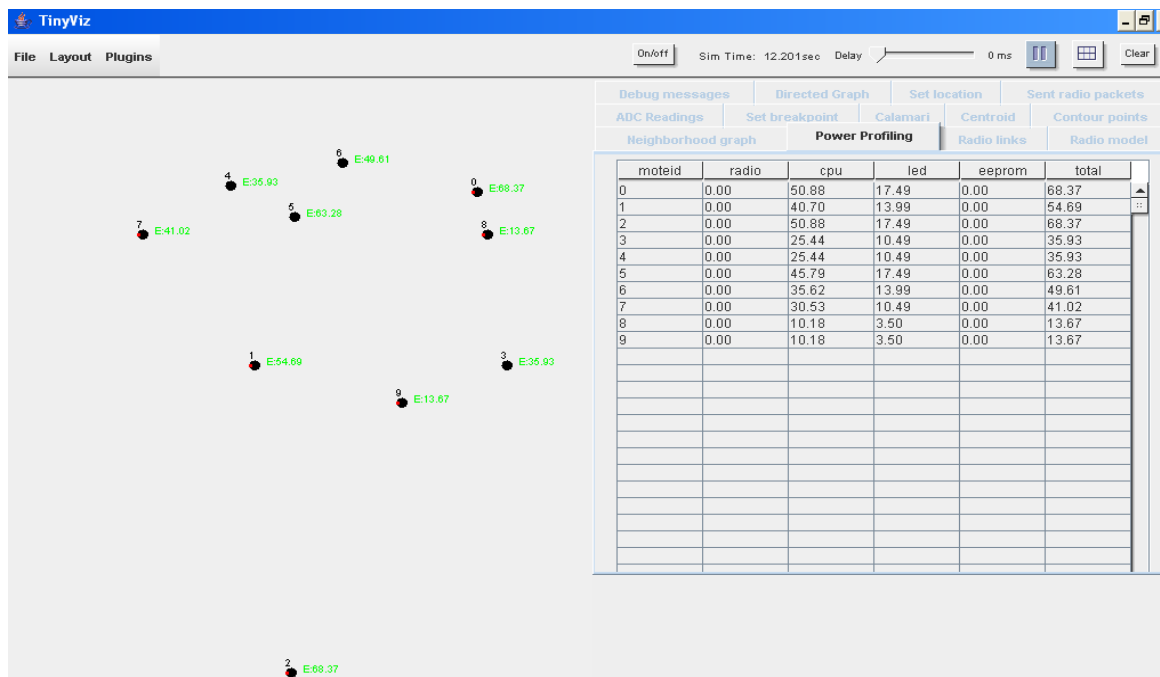 TinyViz
File Layout Plugins
On/off Sim Time: 12.201sec Delay 0 ms Clear
Debug messages Directed Graph Set location Sent radio packets
ADC Readings Set breakpoint Calamari Centroid Contour points
Neighborhood graph Power Profiling Radio links Radio model
moteid radio cpu led eeprom total
0 0.00 50.88 17.49 0.00 68.37
1 0.00 40.70 13.99 0.00 54.69
2 0.00 50.88 17.49 0.00 68.37
3 0.00 25.44 10.49 0.00 35.93
4 0.00 25.44 10.49 0.00 35.93
5 0.00 45.79 17.49 0.00 63.28
6 0.00 35.62 13.99 0.00 49.61
7 0.00 30.53 10.49 0.00 41.02
8 0.00 10.18 3.50 0.00 13.67
9 0.00 10.18 3.50 0.00 13.67
6 E:49.61
4 E:35.93
0 E:68.37
5 E:63.28
7 E:41.02
8 E:13.67
1 E:54.69
3 E:35.93
9 E:13.67
2 E:68.37